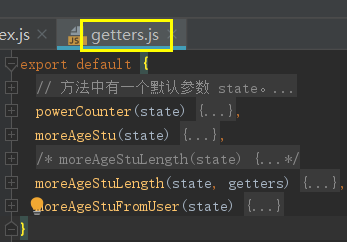 ex.js
JS getters.js
export default {
// 方法中有一个默认参数 state。...
powerCounter(state) {...},
moreAgeStu(state) {...},
/* moreAgeStuLength(state) {...*/
moreAgeStuLength(state, getters) {...},
moreAgeStuFromUser(state) {...}
}